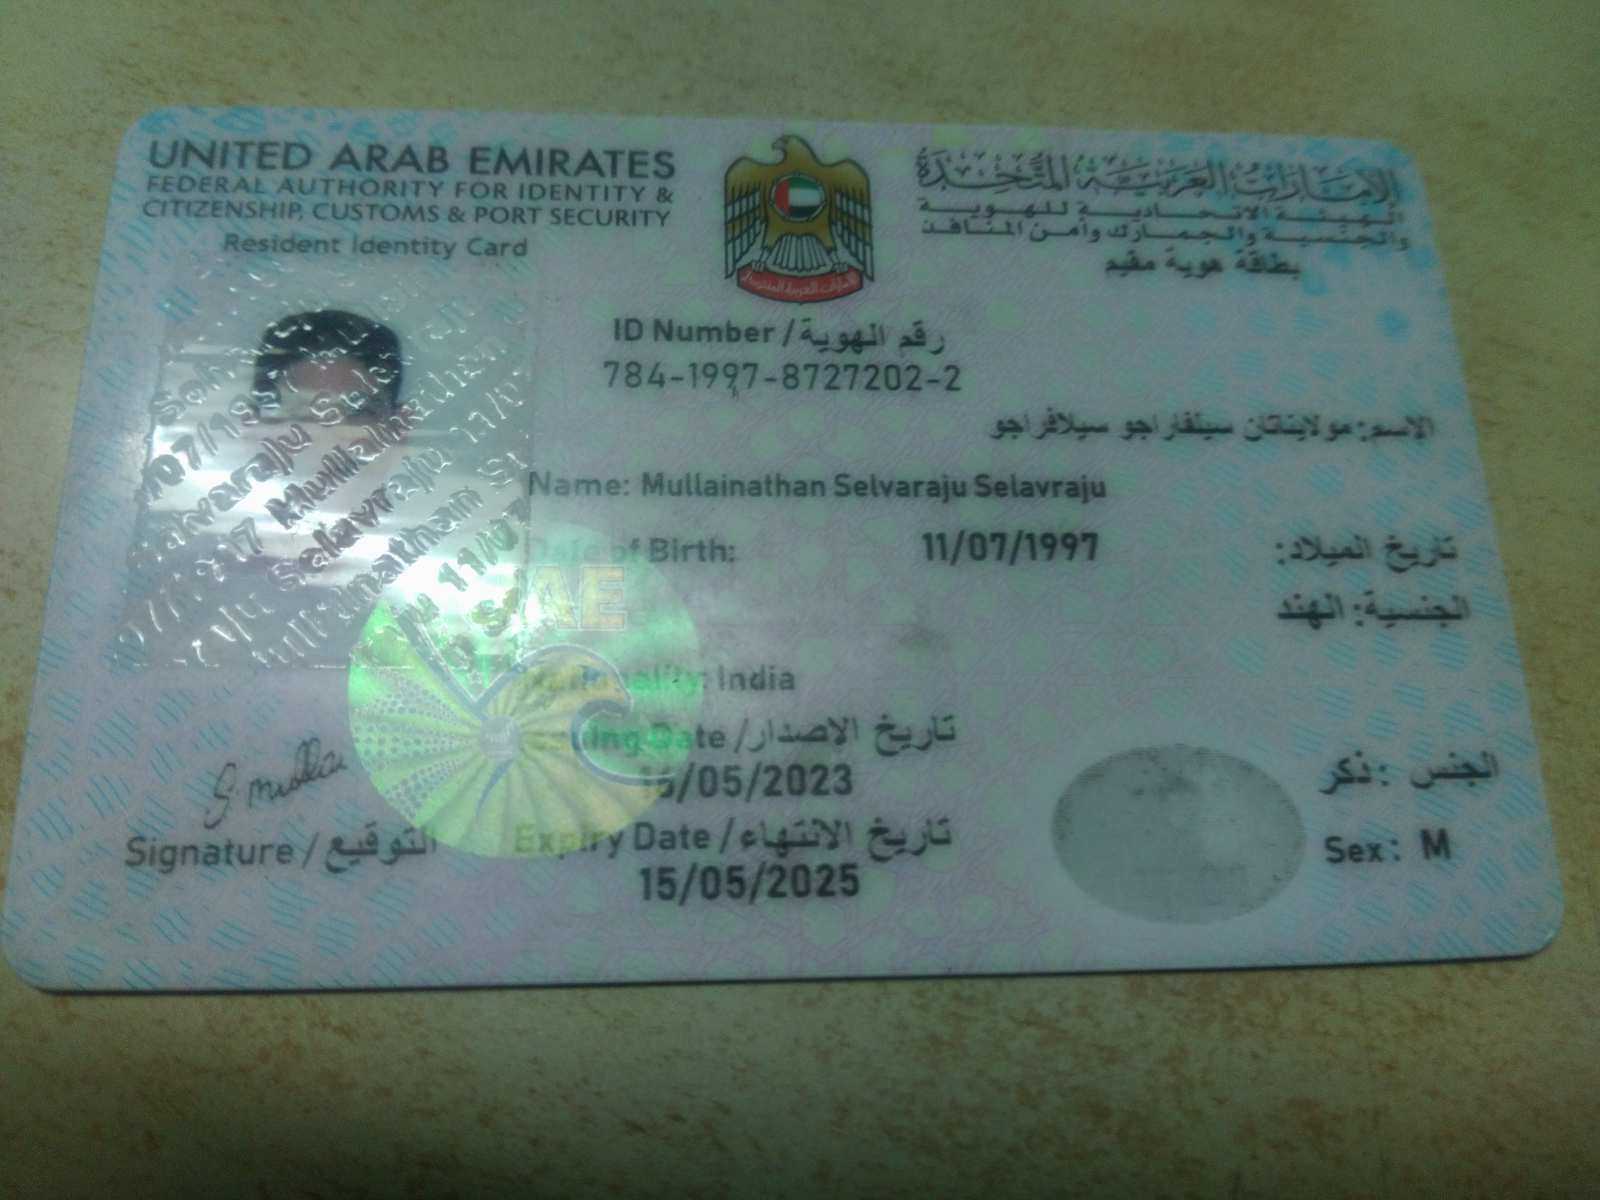 UNITED ARAB EMIRATES
FEDERAL AUTHORITY FOR IDENTITY &
CITIZENSHIP, CUSTOMS & PORT SECURITY
Resident Identity Card
الإمارات العربية المتحدة
الهيئة الاتحادية للهوية
والجنسية والجمارك وأمن المنافذ
بطاقة هوية مقيم
ID Number / رقم الهوية
784-1997-8727202-2
الاسم: مولايناتان سيلفاراجو سيلافراجو
Name: Mullainathan Selvaraju Selavraju
Date of Birth: 11/07/1997 تاريخ الميلاد:
الجنسية: الهند
Nationality: India
Issuing Date / تاريخ الاصدار
16/05/2023
Expiry Date / تاريخ الانتهاء
15/05/2025
الجنس : ذكر
Sex: M
Signature / التوقيع